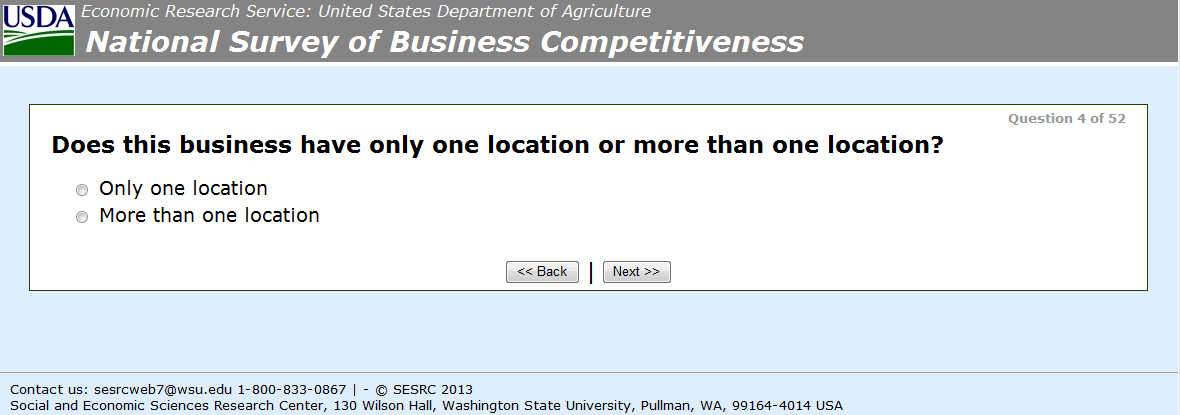 USDA
Economic Research Service: United States Department of Agriculture
National Survey of Business Competitiveness
Question 4 of 52
Does this business have only one location or more than one location?
Only one location
More than one location
<< Back | Next >>
Contact us: sesrcweb7@wsu.edu 1-800-833-0867 | - © SESRC 2013
Social and Economic Sciences Research Center, 130 Wilson Hall, Washington State University, Pullman, WA, 99164-4014 USA